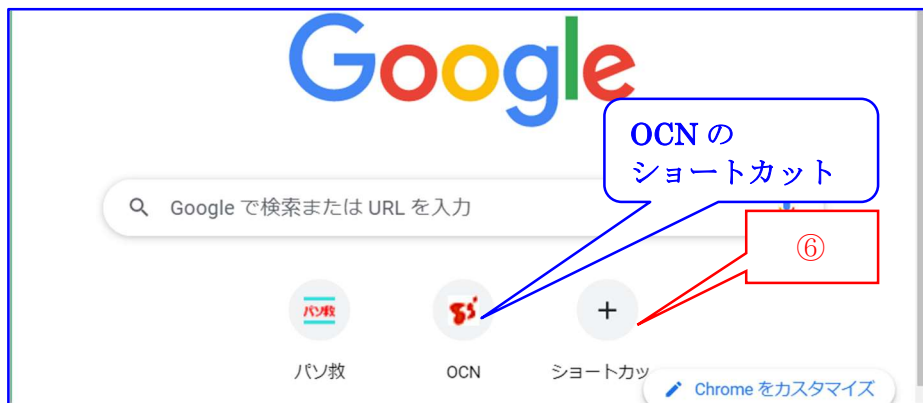 Google
OCN の
ショートカット
Google で検索または URL を入力
⑥
パソ救
パソ救
OCN
ショートカッ
Chrome をカスタマイズ